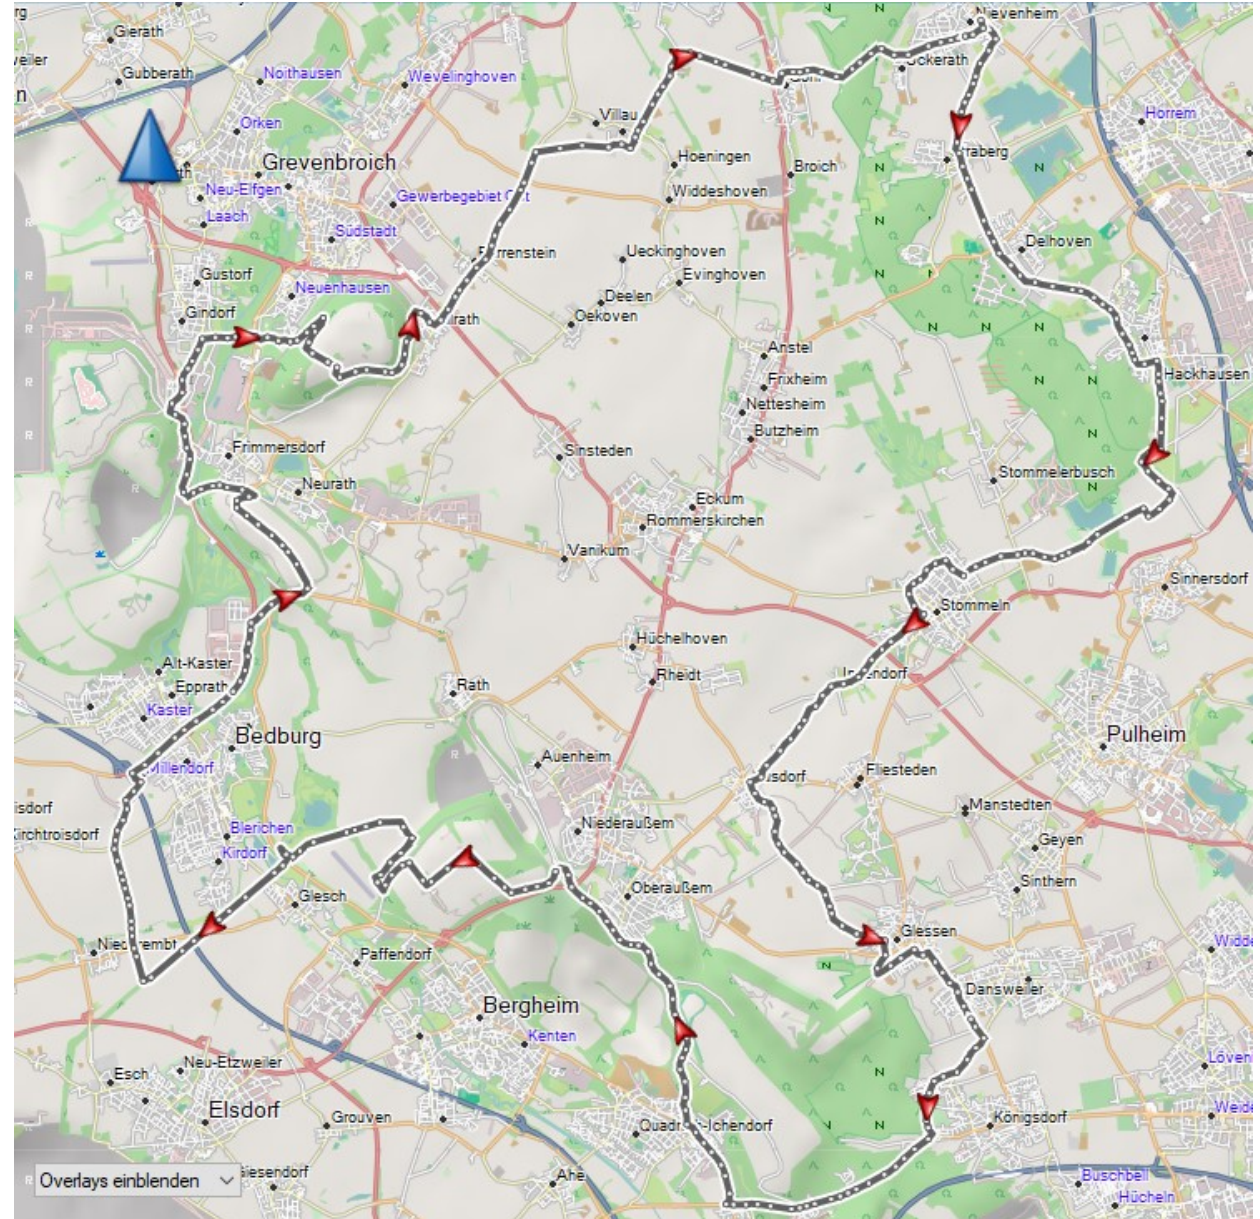 rg
Gierath
weiler
Gubberath
n
Noithausen
Wevelinghoven
Nievenheim
Horrem
Orken
Villau
Hoeningen
Broich
Grevenbroich
Neu-Elfgen
Widdeshoven
Laach
Südstadt
Delhoven
Ueckinghoven
Evinghoven
Gustorf
Neuenhausen
Deelen
Gindorf
Oekoven
Anstel
Hackhausen
Frixheim
Nettesheim
Butzheim
Frimmersdorf
Sinsteden
Stommelerbusch
Neurath
Eckum
Rommerskirchen
Vanikum
Sinnersdorf
Stommeln
Hüchelhoven
Alt-Kaster
Rheidt
Epprath
Rath
Kaster
Bedburg
Pulheim
Auenheim
Millendorf
Fliesteden
isdorf
Manstedten
Kirchtroisdorf
Blerichen
Niederaußem
Geyen
Kirdorf
Sinthern
Glesch
Oberaußem
Glessen
Paffendorf
Dansweiler
Bergheim
Kenten
Neu-Etzweiler
Esch
Elsdorf
Grouven
Königsdorf
Ahe
Buschbell
Hücheln
Overlays einblenden